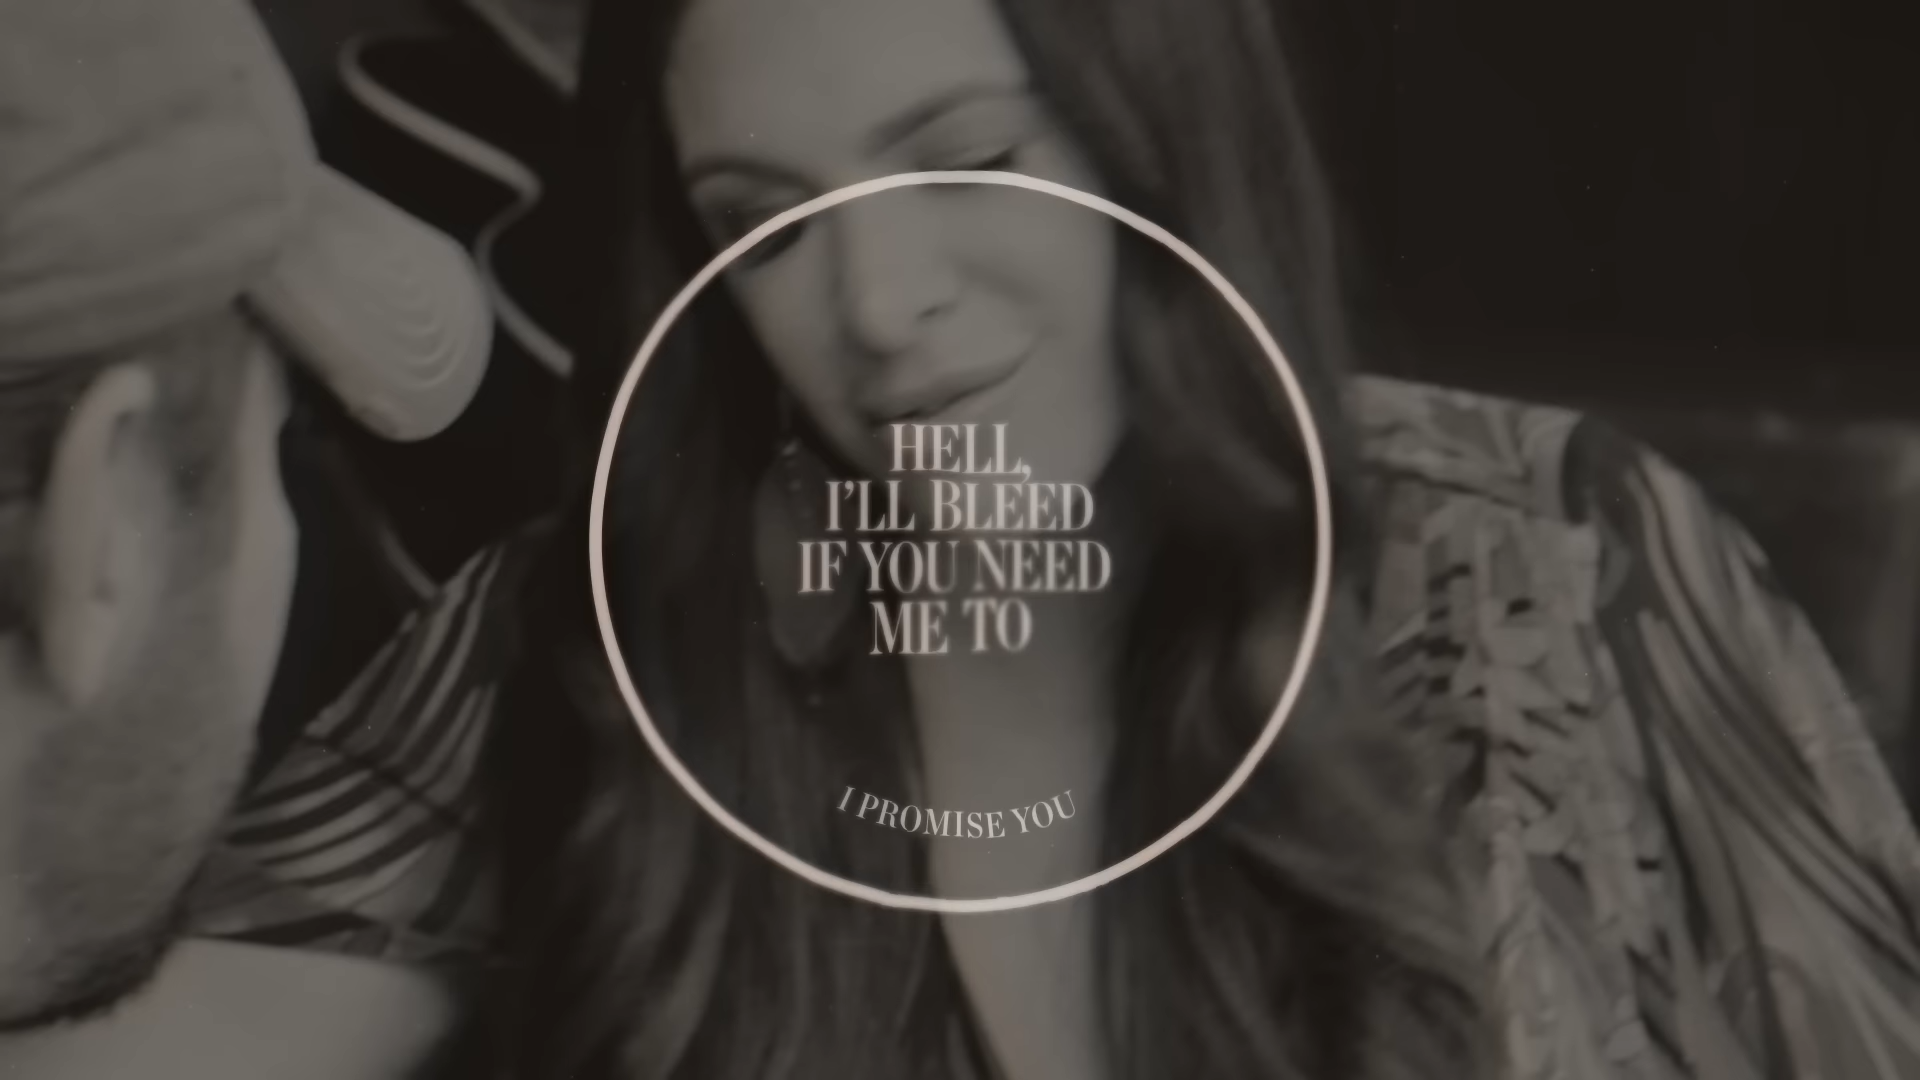 HELL,
I'LL BLEED
IF YOU NEED
ME TO
I PROMISE YOU